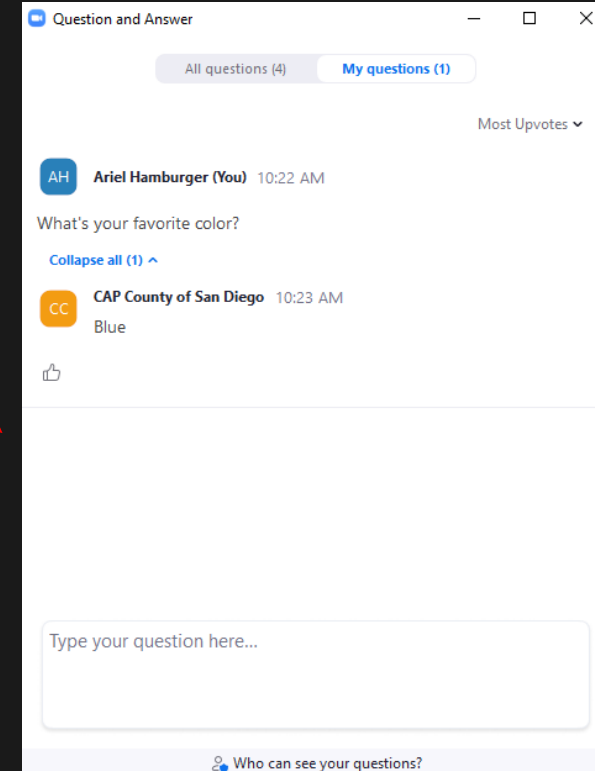 Question and Answer
All questions (4) My questions (1)
Most Upvotes
AH Ariel Hamburger (You) 10:22 AM
What's your favorite color?
Collapse all (1)
CC CAP County of San Diego 10:23 AM
Blue
Type your question here...
Who can see your questions?